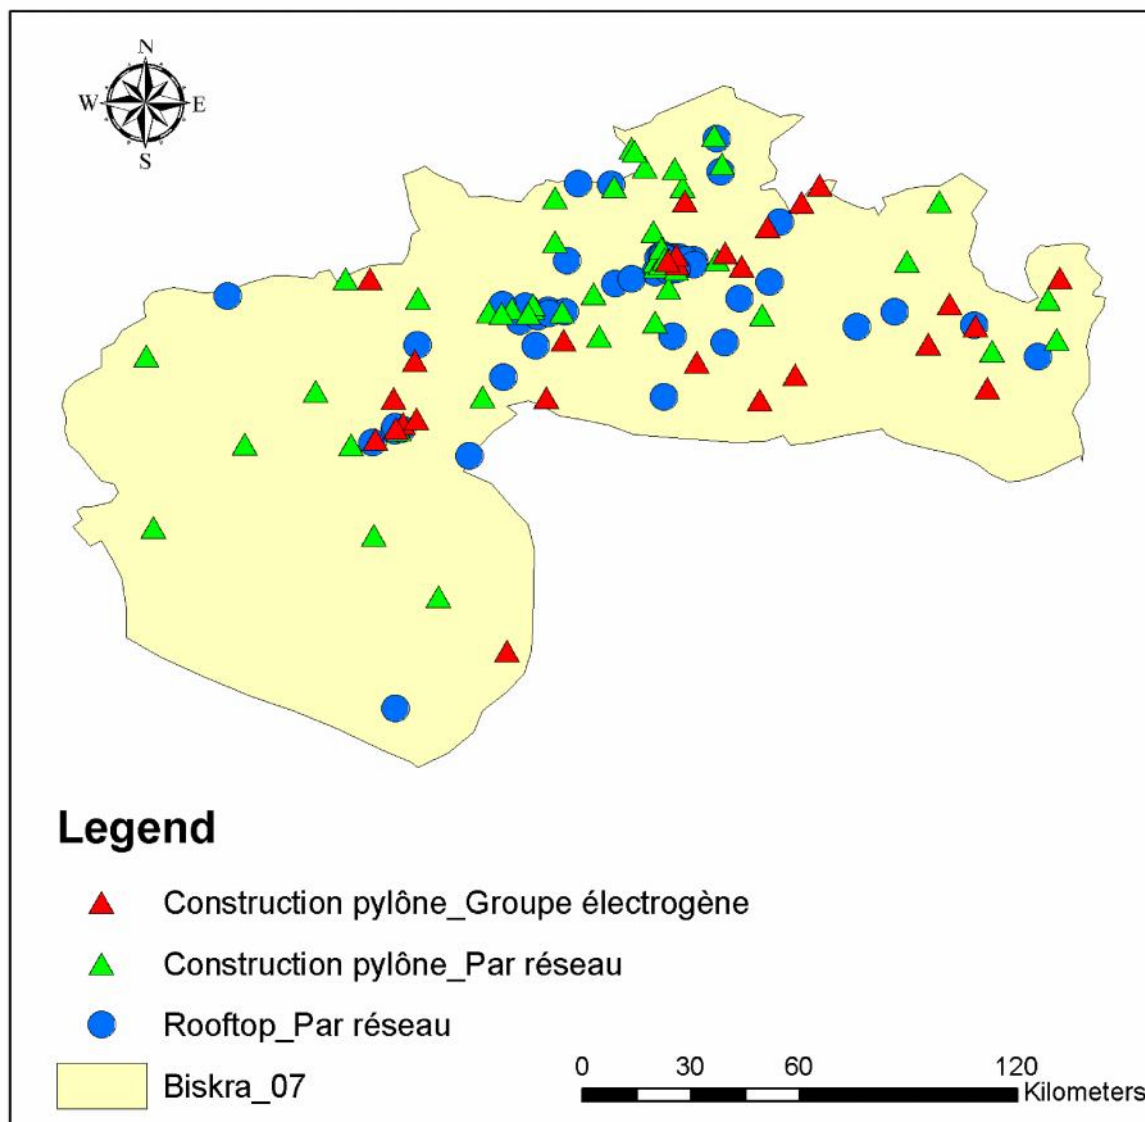 N
W E
S
Legend
Construction pylône_Groupe électrogène
Construction pylône_Par réseau
Rooftop_Par réseau
Biskra_07
0 30 60 120
Kilometers